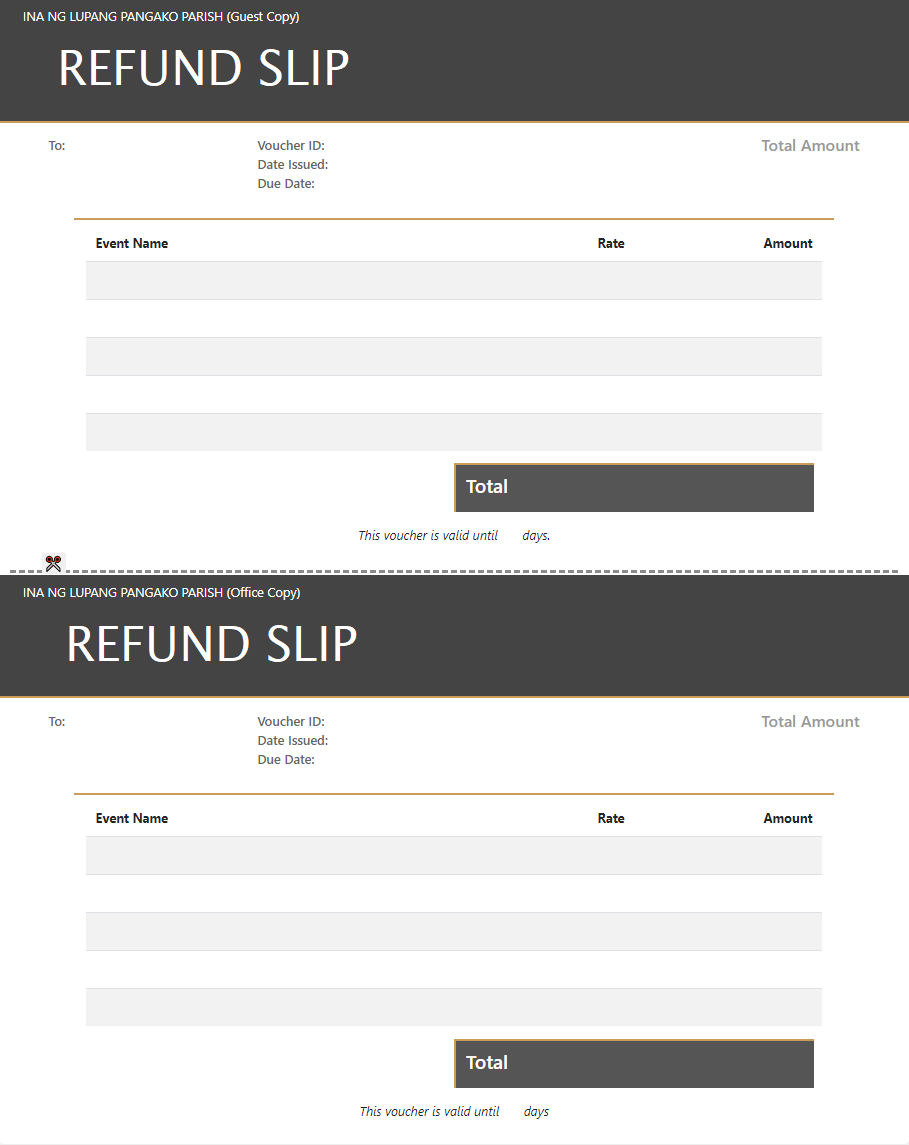 INA NG LUPANG PANGAKO PARISH (Guest Copy)
REFUND SLIP
To:
Voucher ID:
Total Amount
Date Issued:
Due Date:
Event Name Rate Amount
Total
This voucher is valid until days.
INA NG LUPANG PANGAKO PARISH (Office Copy)
REFUND SLIP
To:
Voucher ID:
Total Amount
Date Issued:
Due Date:
Event Name Rate Amount
Total
This voucher is valid until days